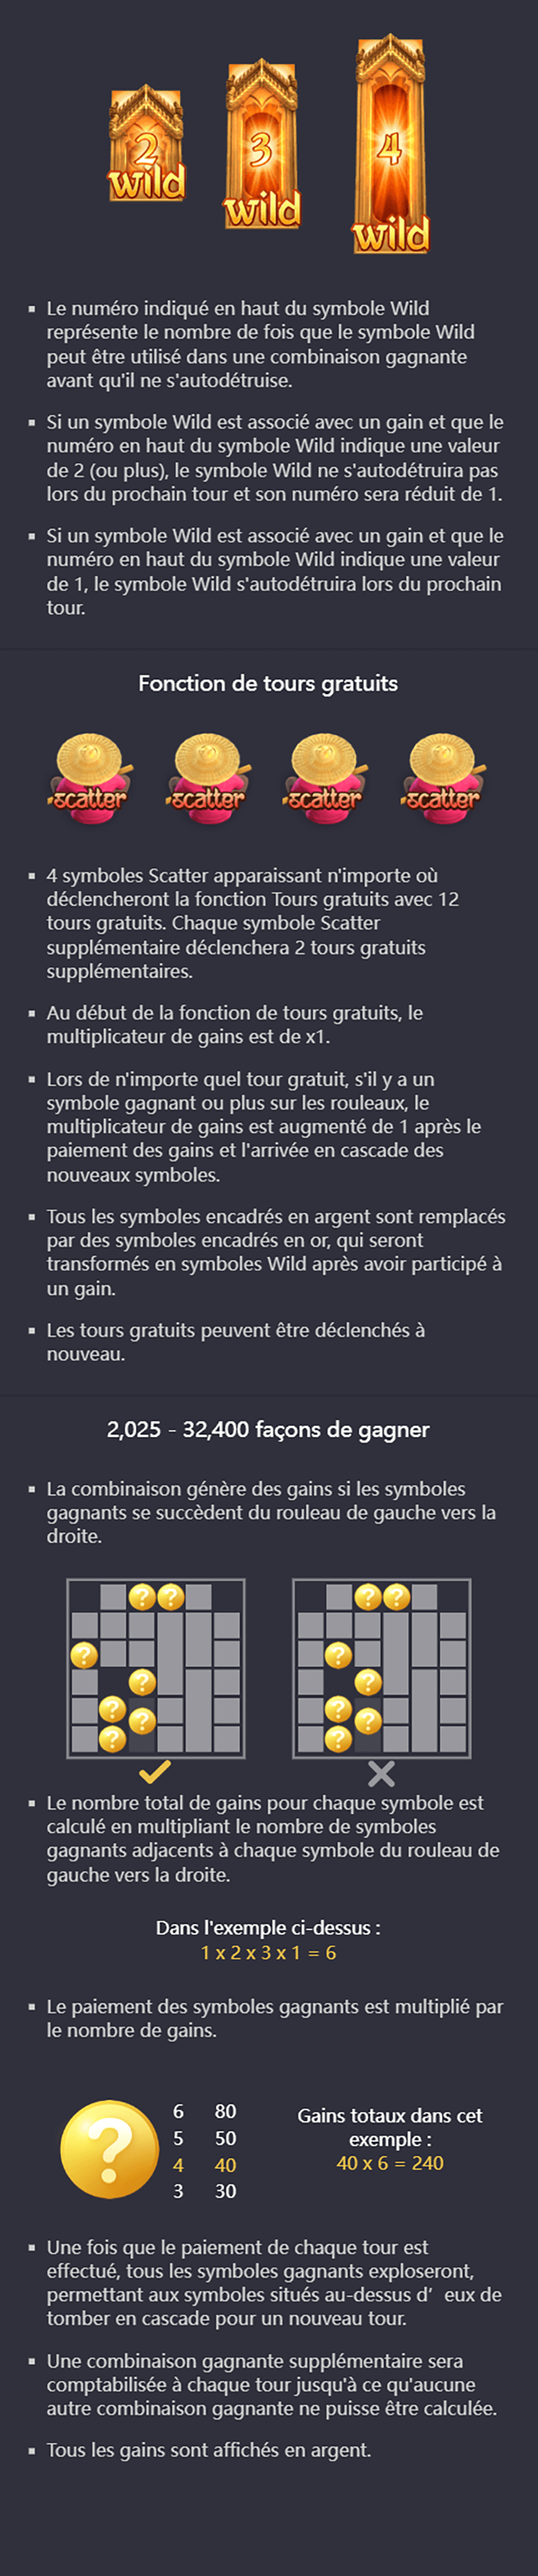 2
wild
3
wild
4
wild
▪ Le numéro indiqué en haut du symbole Wild
représente le nombre de fois que le symbole Wild
peut être utilisé dans une combinaison gagnante
avant qu'il ne s'autodétruise.
▪ Si un symbole Wild est associé avec un gain et que le
numéro en haut du symbole Wild indique une valeur
de 2 (ou plus), le symbole Wild ne s'autodétruira pas
lors du prochain tour et son numéro sera réduit de 1.
▪ Si un symbole Wild est associé avec un gain et que le
numéro en haut du symbole Wild indique une valeur
de 1, le symbole Wild s'autodétruira lors du prochain
tour.
Fonction de tours gratuits
scatter scatter scatter scatter
▪ 4 symboles Scatter apparaissant n'importe où
déclencheront la fonction Tours gratuits avec 12
tours gratuits. Chaque symbole Scatter
supplémentaire déclenchera 2 tours gratuits
supplémentaires.
▪ Au début de la fonction de tours gratuits, le
multiplicateur de gains est de x1.
▪ Lors de n'importe quel tour gratuit, s'il y a un
symbole gagnant ou plus sur les rouleaux, le
multiplicateur de gains est augmenté de 1 après le
paiement des gains et l'arrivée en cascade des
nouveaux symboles.
▪ Tous les symboles encadrés en argent sont remplacés
par des symboles encadrés en or, qui seront
transformés en symboles Wild après avoir participé à
un gain.
▪ Les tours gratuits peuvent être déclenchés à
nouveau.
2,025 - 32,400 façons de gagner
▪ La combinaison génère des gains si les symboles
gagnants se succèdent du rouleau de gauche vers la
droite.
? ? ? ?
? ?
? ?
? ? ? ?
? ?
▪ Le nombre total de gains pour chaque symbole est
calculé en multipliant le nombre de symboles
gagnants adjacents à chaque symbole du rouleau de
gauche vers la droite.
Dans l'exemple ci-dessus :
1 x 2 x 3 x 1 = 6
▪ Le paiement des symboles gagnants est multiplié par
le nombre de gains.
?
6 80
5 50
4 40
3 30
Gains totaux dans cet
exemple :
40 x 6 = 240
▪ Une fois que le paiement de chaque tour est
effectué, tous les symboles gagnants exploseront,
permettant aux symboles situés au-dessus d’ eux de
tomber en cascade pour un nouveau tour.
▪ Une combinaison gagnante supplémentaire sera
comptabilisée à chaque tour jusqu'à ce qu'aucune
autre combinaison gagnante ne puisse être calculée.
▪ Tous les gains sont affichés en argent.